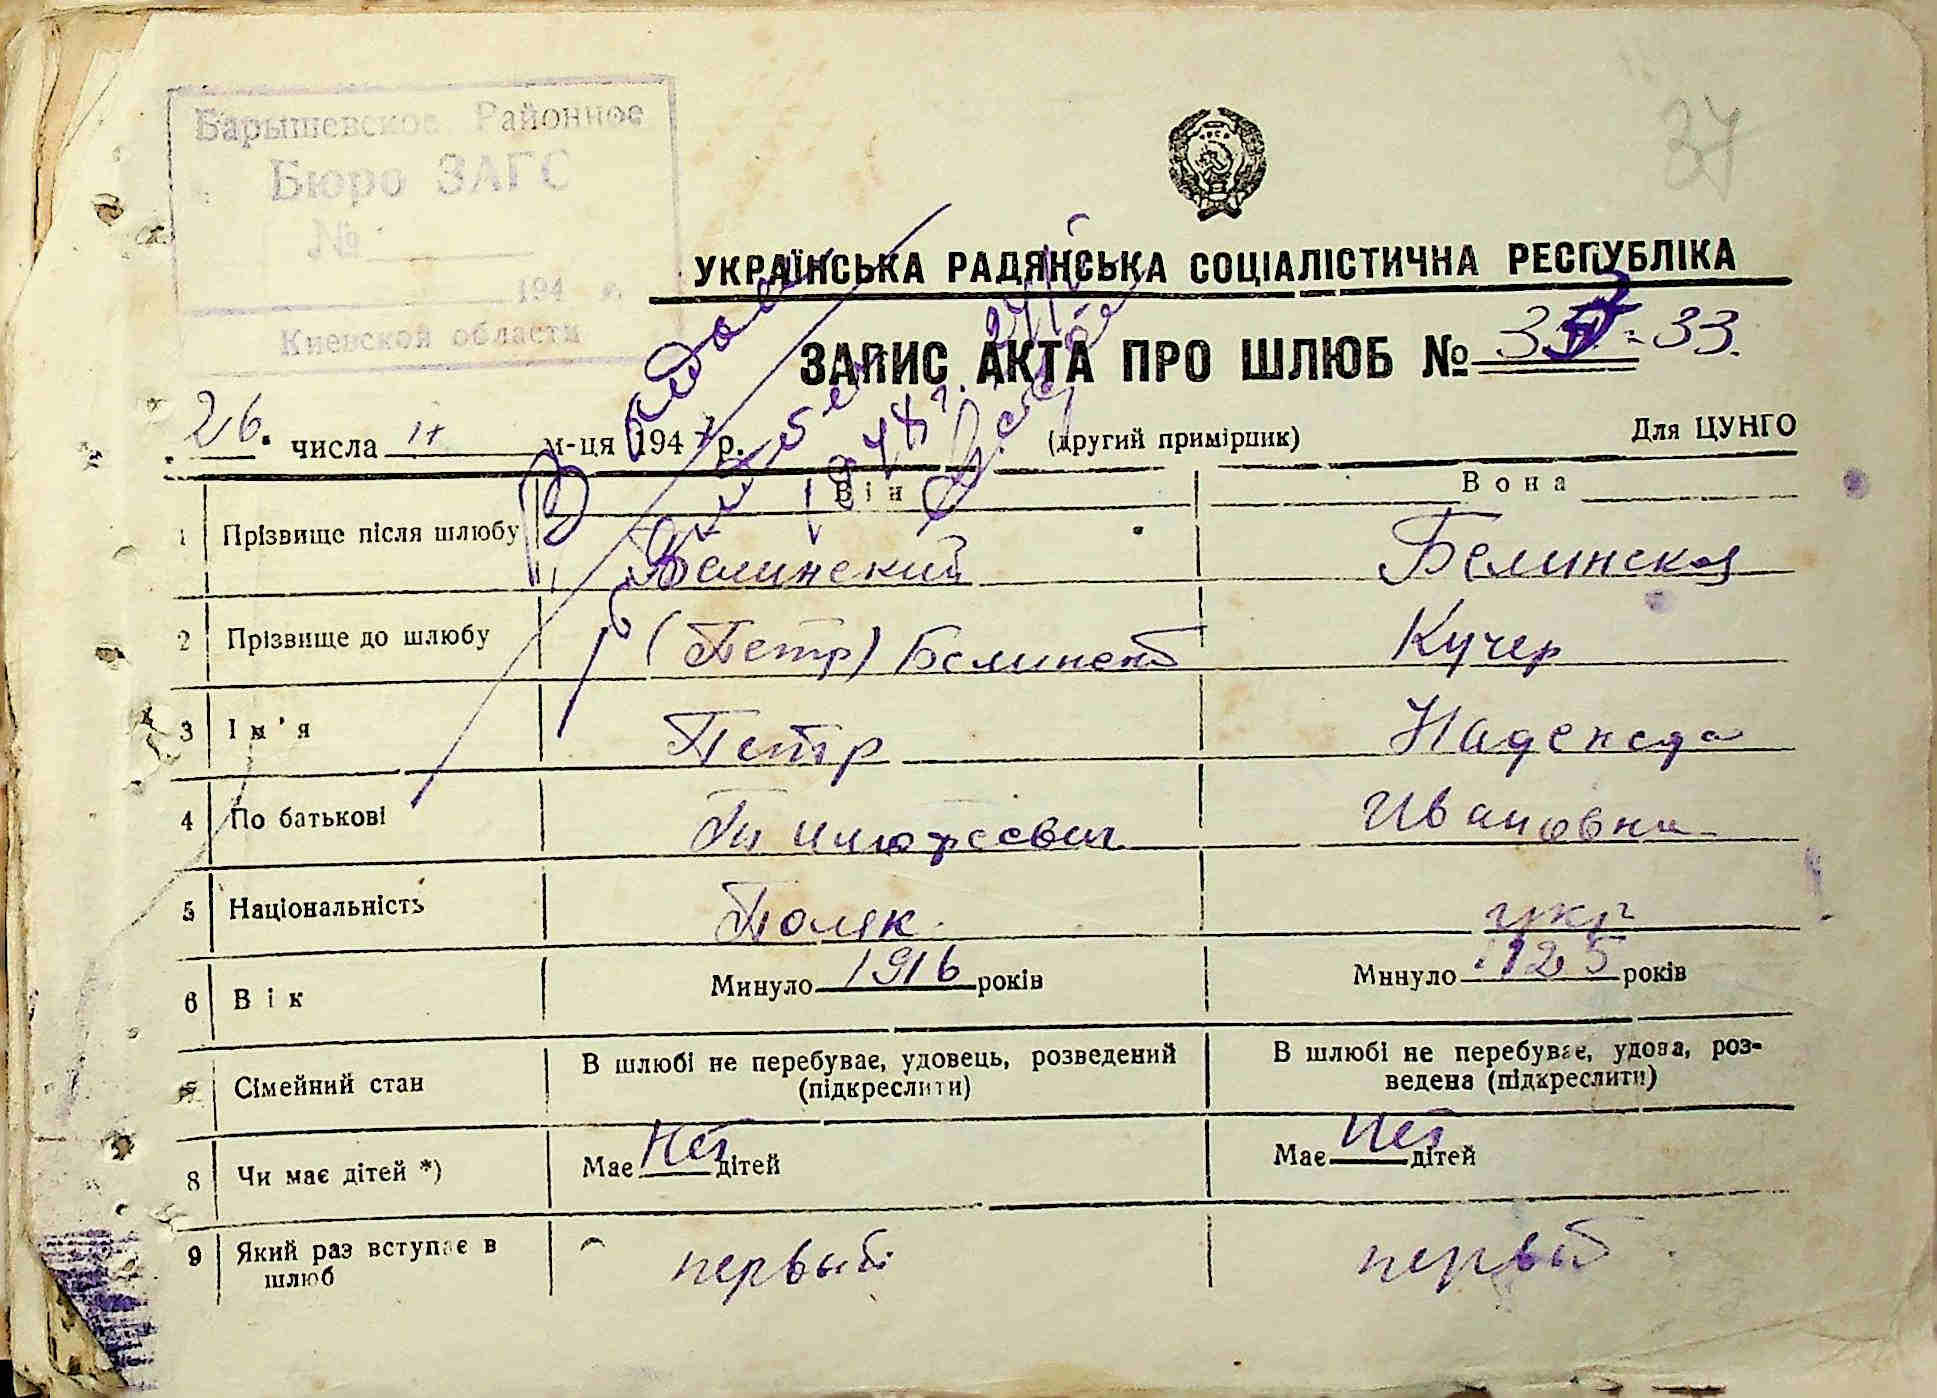 Барышевское Районное
Бюро ЗАГС
№
194 г.
Киевской области
37
УКРАЇНСЬКА РАДЯНСЬКА СОЦІАЛІСТИЧНА РЕСПУБЛІКА
ЗАПИС АКТА ПРО ШЛЮБ № 33.
26. числа м-ця 1947 р. (другий примірник) Для ЦУНГО
Він Вона
1 Прізвище після шлюбу Белинский Белинская
2 Прізвище до шлюбу (Петр) Белинский Кучер
3 Ім'я Петр Надежда
4 По батькові Тимофеевич Ивановна
5 Національність Поляк укр
6 Вік Минуло 1916 років Минуло 1925 років
7 Сімейний стан В шлюбі не перебуває, удовець, розведений (підкреслити) В шлюбі не перебуває, удова, роз-
ведена (підкреслити)
8 Чи має дітей *) Має Нет дітей Має Нет дітей
9 Який раз вступає в шлюб первый первый